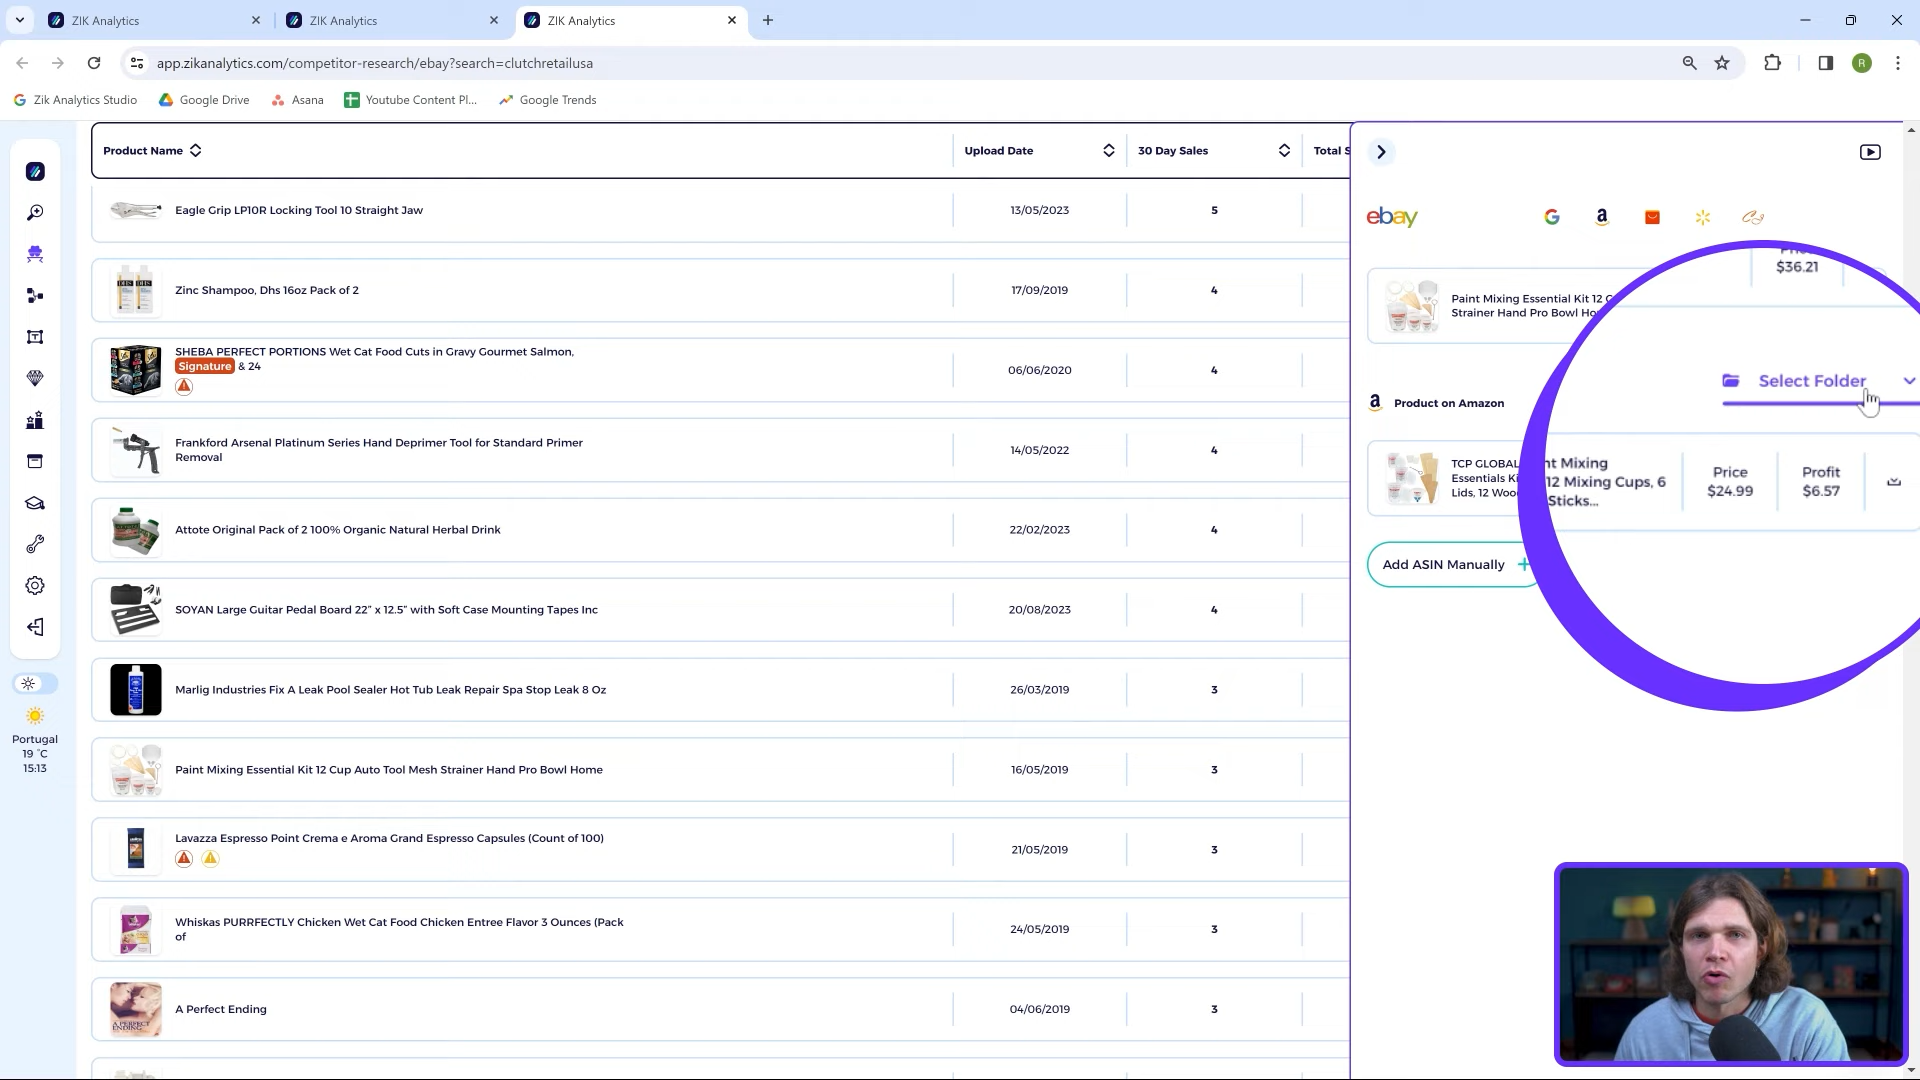 ZIK Analytics
ZIK Analytics
ZIK Analytics
app.zikanalytics.com/competitor-research/ebay?search=clutchretailusa
R
Zik Analytics Studio
Google Drive
Asana
Youtube Content Pl...
Google Trends
Product Name
Upload Date
30 Day Sales
Total S
Eagle Grip LP10R Locking Tool 10 Straight Jaw
13/05/2023
5
Zinc Shampoo, Dhs 16oz Pack of 2
17/09/2019
4
SHEBA PERFECT PORTIONS Wet Cat Food Cuts in Gravy Gourmet Salmon,
Signature & 24
06/06/2020
4
Frankford Arsenal Platinum Series Hand Deprimer Tool for Standard Primer
Removal
14/05/2022
4
Attote Original Pack of 2 100% Organic Natural Herbal Drink
22/02/2023
4
SOYAN Large Guitar Pedal Board 22” x 12.5” with Soft Case Mounting Tapes Inc
20/08/2023
4
Marlig Industries Fix A Leak Pool Sealer Hot Tub Leak Repair Spa Stop Leak 8 Oz
26/03/2019
3
Paint Mixing Essential Kit 12 Cup Auto Tool Mesh Strainer Hand Pro Bowl Home
16/05/2019
3
Lavazza Espresso Point Crema e Aroma Grand Espresso Capsules (Count of 100)
21/05/2019
3
Whiskas PURRFECTLY Chicken Wet Cat Food Chicken Entree Flavor 3 Ounces (Pack
of
24/05/2019
3
A Perfect Ending
04/06/2019
3
Portugal
19 °C
15:13
ebay
Paint Mixing Essential Kit 12 C
Strainer Hand Pro Bowl Ho
$36.21
Select Folder
Product on Amazon
TCP GLOBAL
Essentials Ki
Lids, 12 Woo
nt Mixing
12 Mixing Cups, 6
Sticks...
Price
$24.99
Profit
$6.57
Add ASIN Manually +